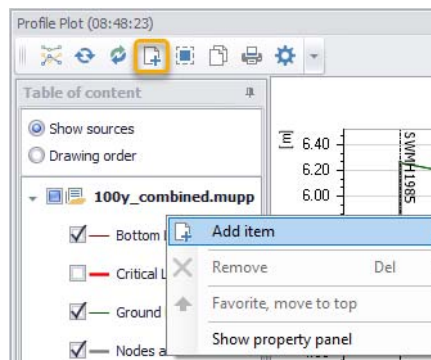 Profile Plot (08:48:23)
Table of content
Show sources
Drawing order
100y_combined.mupp
Bottom
Critical
Ground
Nodes
Add item
Remove Del
Favorite, move to top
Show property panel
[m]
6.40
6.20
6.00
SWMH1985